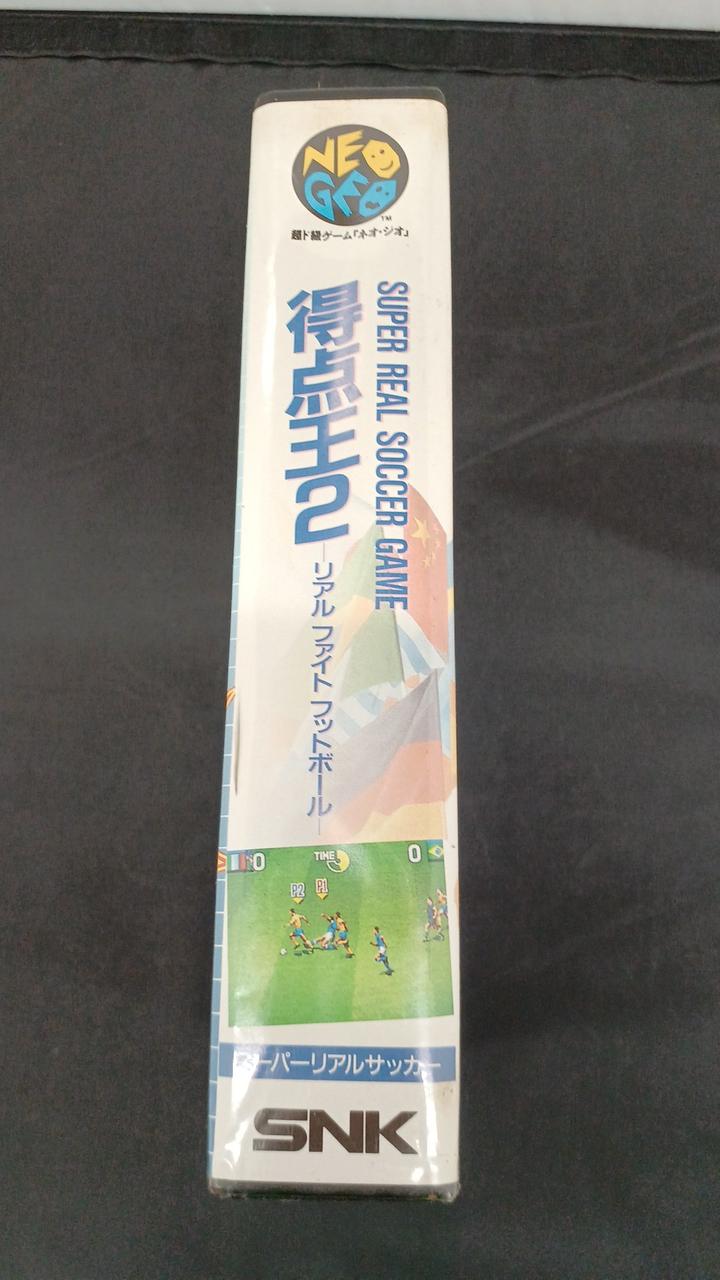 NEO
GEO
TM
超ド級ゲーム「ネオ・ジオ」
SUPER REAL SOCCER GAME
得点王2
―リアル ファイト フットボール―
0
TIME
0
P2
P1
スーパーリアルサッカー
SNK